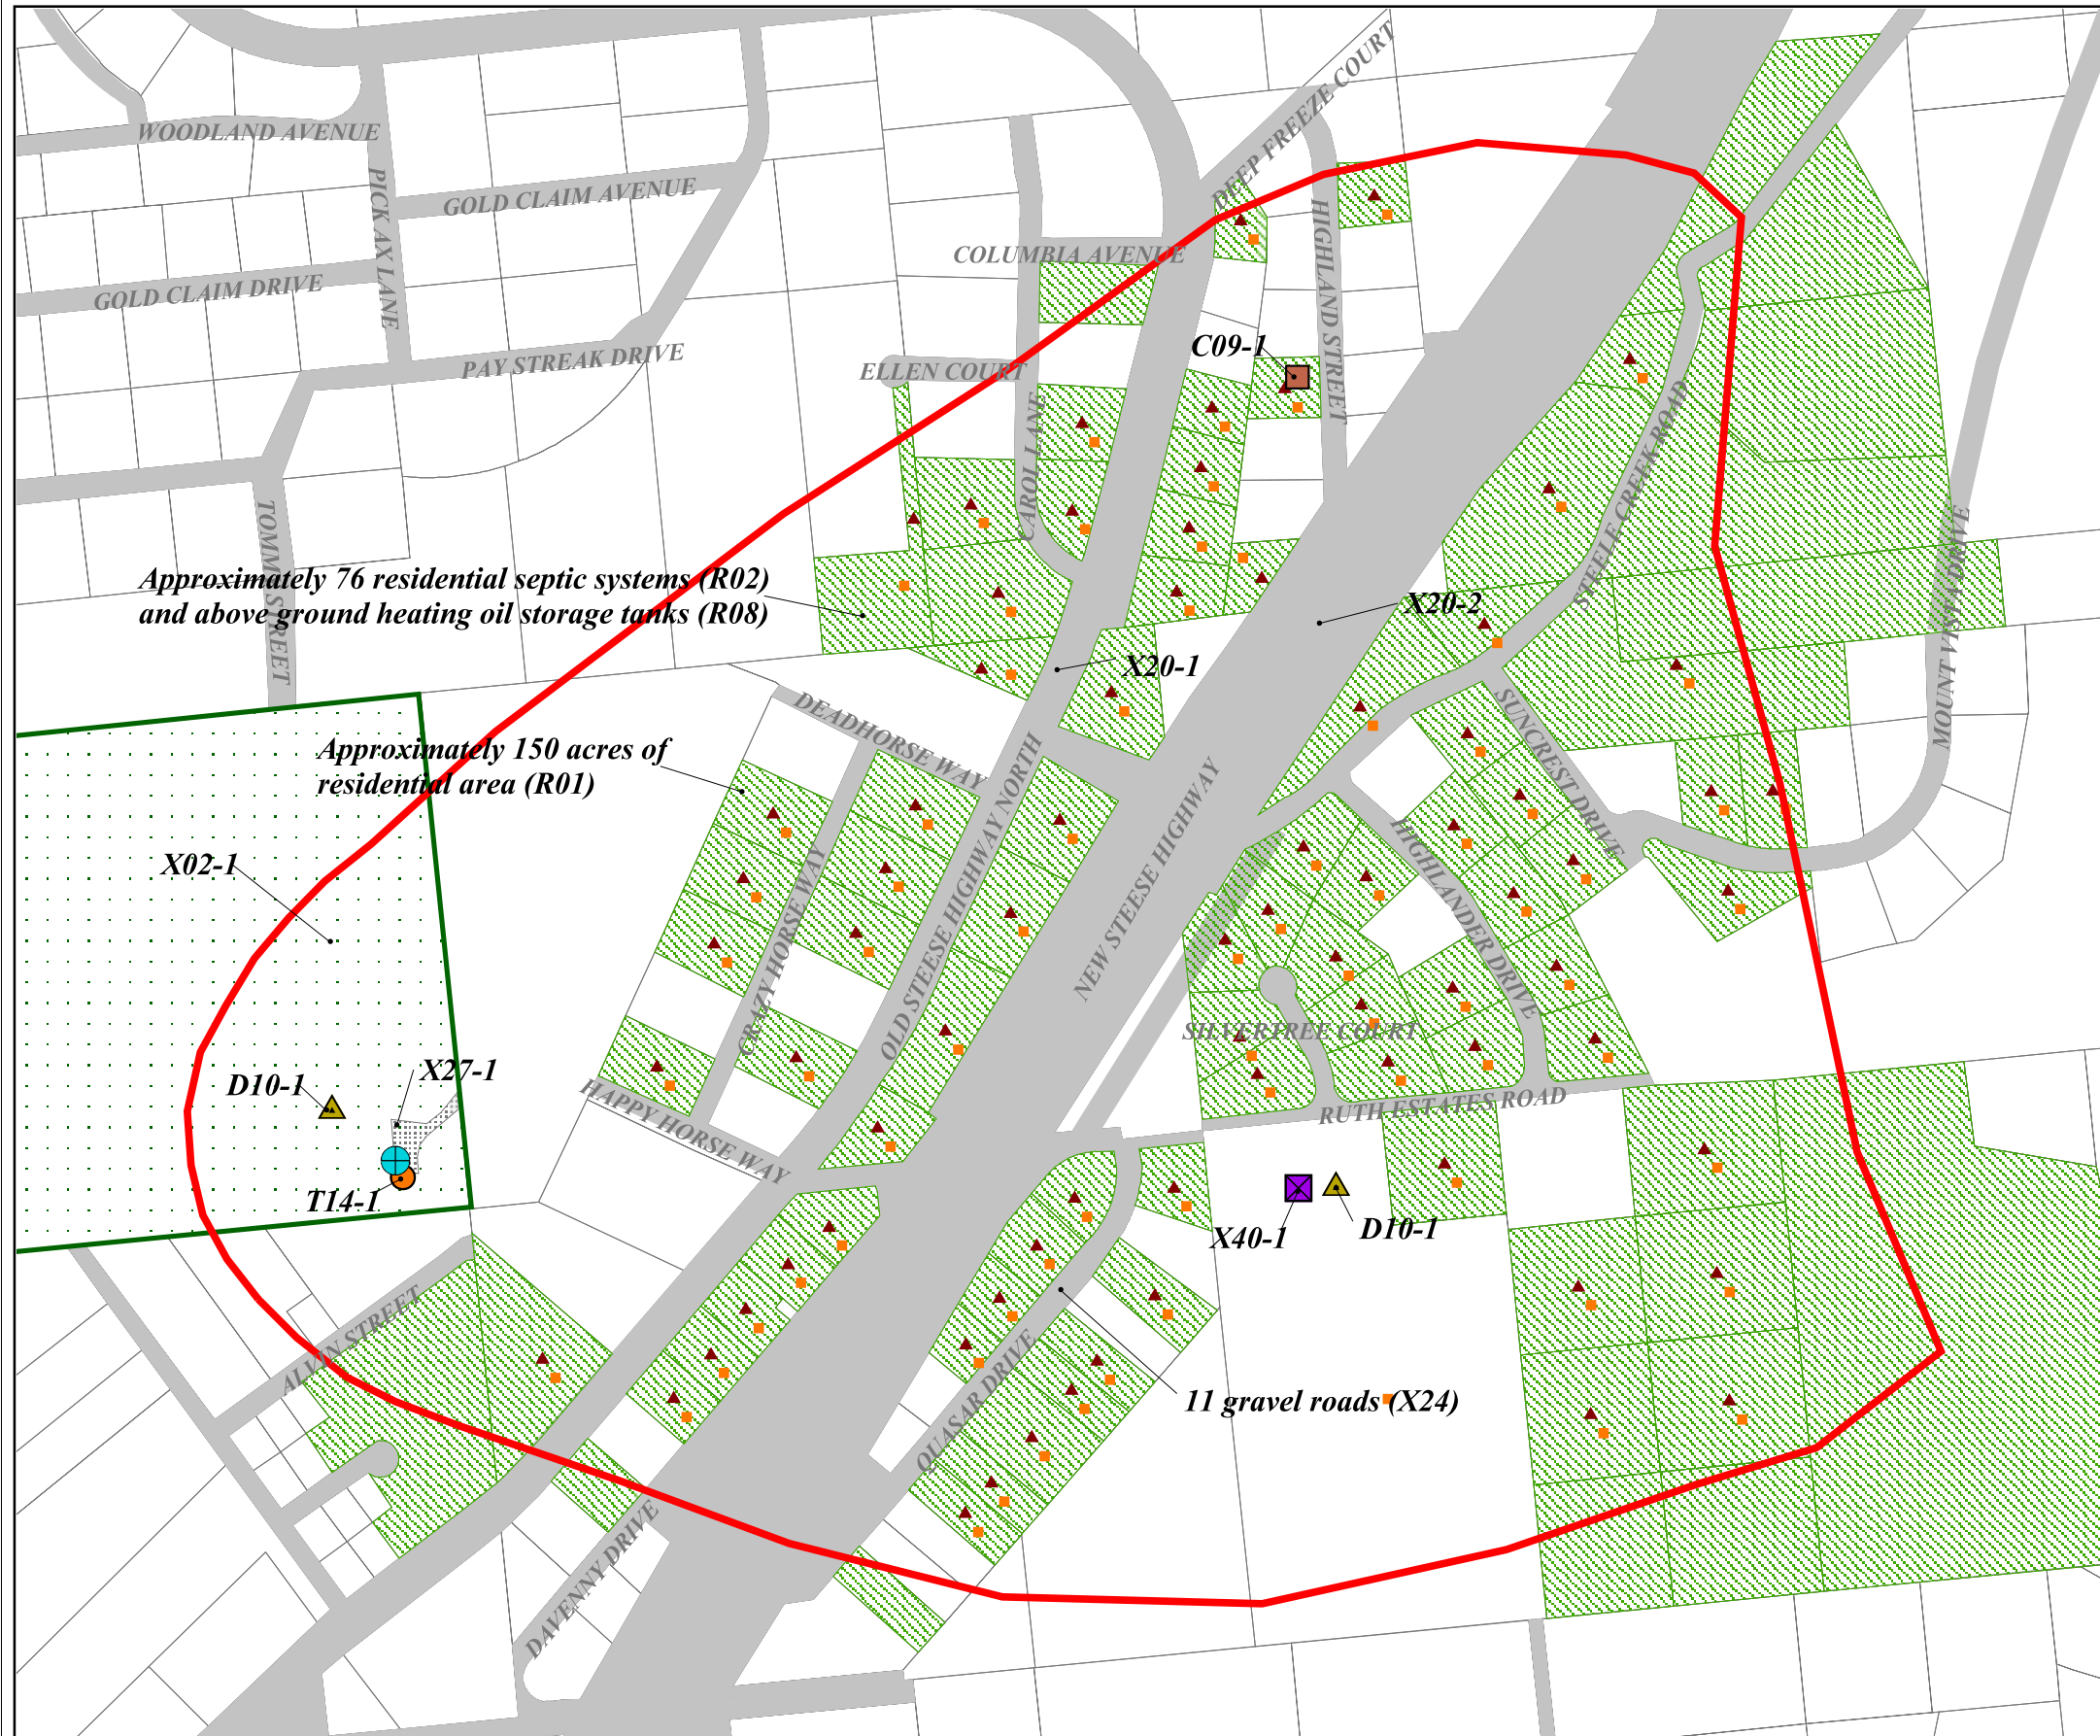 DEEP FREEZE COURT
WOODLAND AVENUE
PICK AX LANE
GOLD CLAIM AVENUE
HIGHLAND STREET
COLUMBIA AVENUE
GOLD CLAIM DRIVE
C09-1
PAY STREAK DRIVE
ELLEN COURT
CAROL LANE
STEELE CREEK ROAD
TOMMY STREET
MOUNT VISTA DRIVE
Approximately 76 residential septic systems (R02)
and above ground heating oil storage tanks (R08)
X20-2
X20-1
DEADHORSE WAY
SUNCREST DRIVE
Approximately 150 acres of
residential area (R01)
OLD STEESE HIGHWAY NORTH
NEW STEESE HIGHWAY
HIGHLANDER DRIVE
X02-1
CRAZY HORSE WAY
SILVERTREE COURT
X27-1
D10-1
HAPPY HORSE WAY
RUTH ESTATES ROAD
T14-1
X40-1
D10-1
ALVIN STREET
QUASAR DRIVE
11 gravel roads (X24)
DAVENNY DRIVE